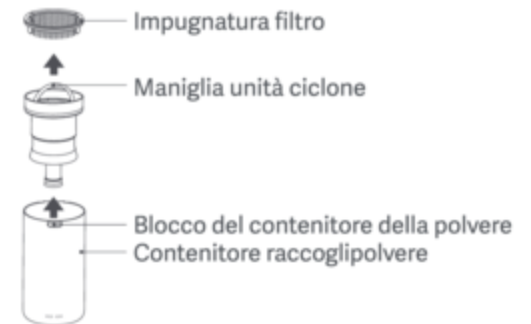 Impugnatura filtro
Maniglia unità ciclone
Blocco del contenitore della polvere
Contenitore raccoglipolvere